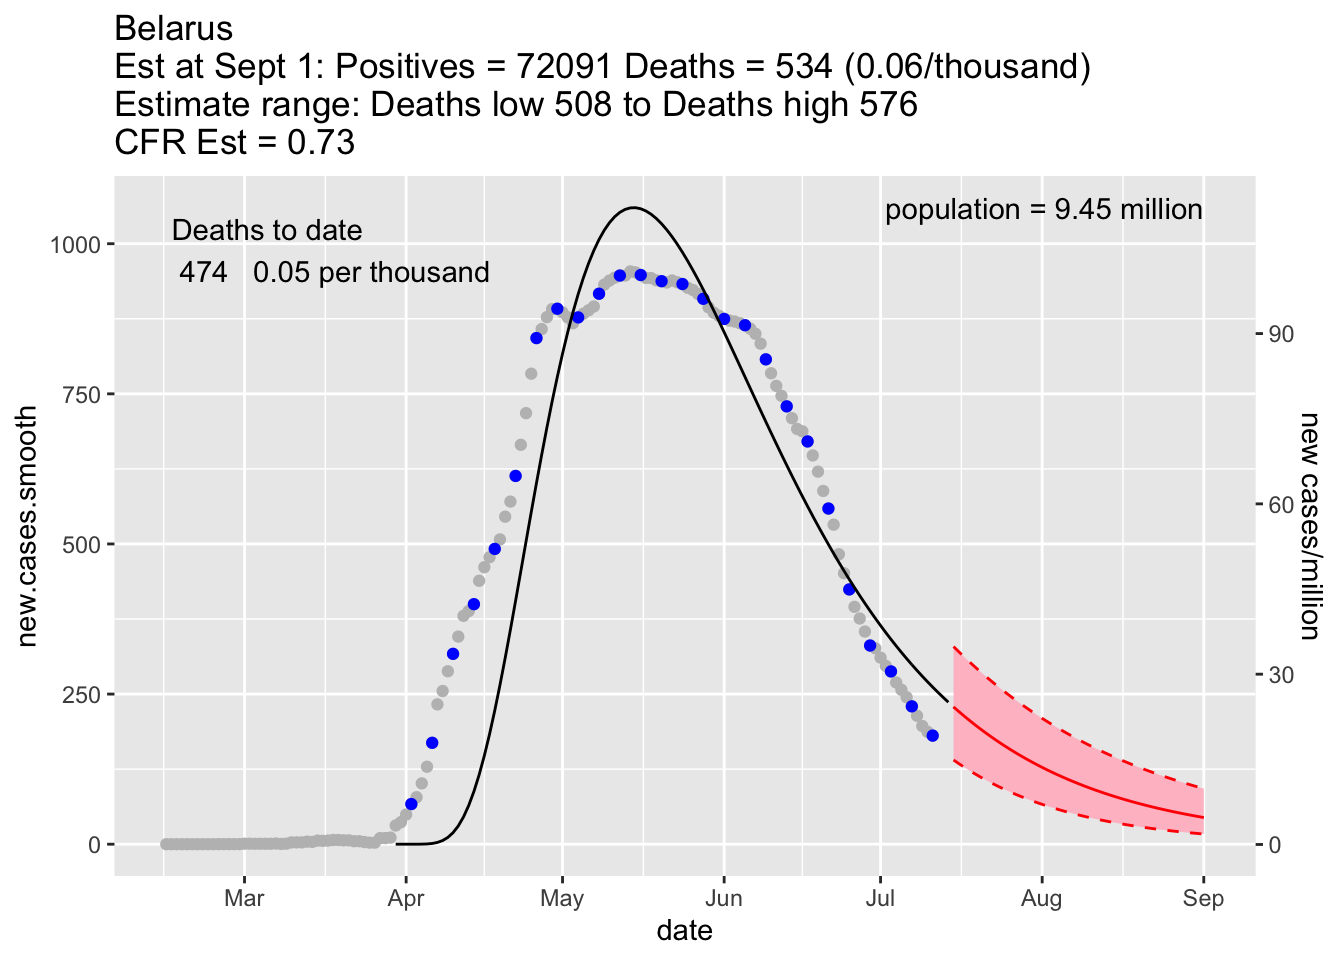 Belarus
Est at Sept 1: Positives = 72091 Deaths = 534 (0.06/thousand)
Estimate range: Deaths low 508 to Deaths high 576
CFR Est = 0.73
Deaths to date
474 0.05 per thousand
population = 9.45 million
1000
750
500
250
0
new.cases.smooth
90
60
30
0
new cases/million
Mar Apr May Jun Jul Aug Sep
date